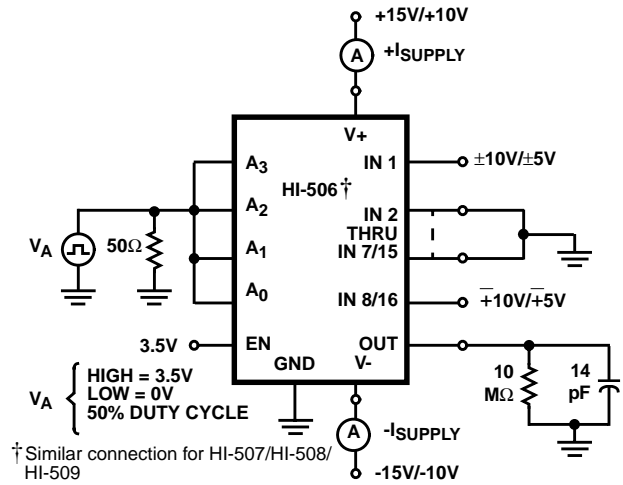 +15V/+10V
A
+ISUPPLY
V+
A3
IN 1
±10V/±5V
HI-506†
A2
IN 2
THRU
VA
50Ω
A1
IN 7/15
A0
IN 8/16
∓10V/∓5V
3.5V
EN
OUT
GND
V-
10
MΩ
14
pF
VA
HIGH = 3.5V
LOW = 0V
50% DUTY CYCLE
A
-ISUPPLY
†Similar connection for HI-507/HI-508/
HI-509
-15V/-10V